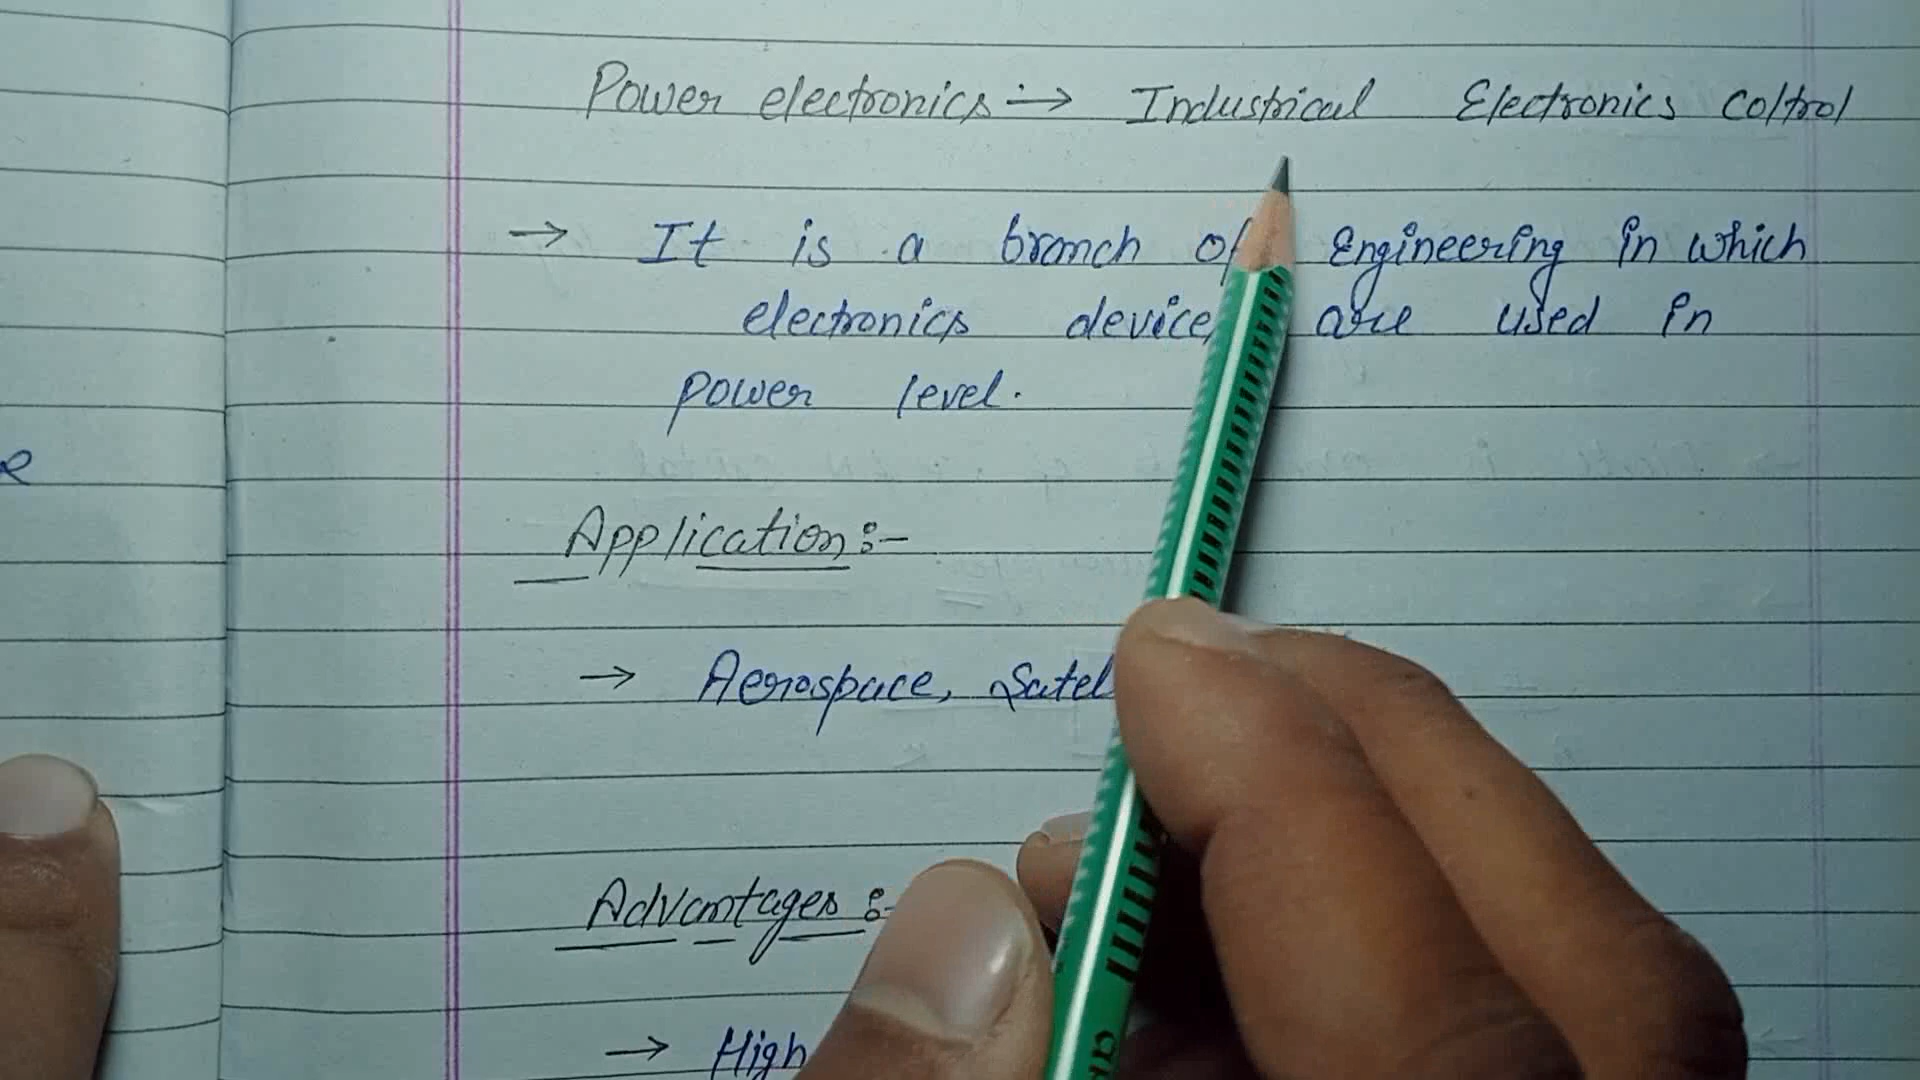 Power electronics :→ Industrical Electronics Coltrol
→ It is a branch of Engineering in which
electronics device are used in
power level.
Application :-
→ Aerospace, Satel
Advantages :-
→ High